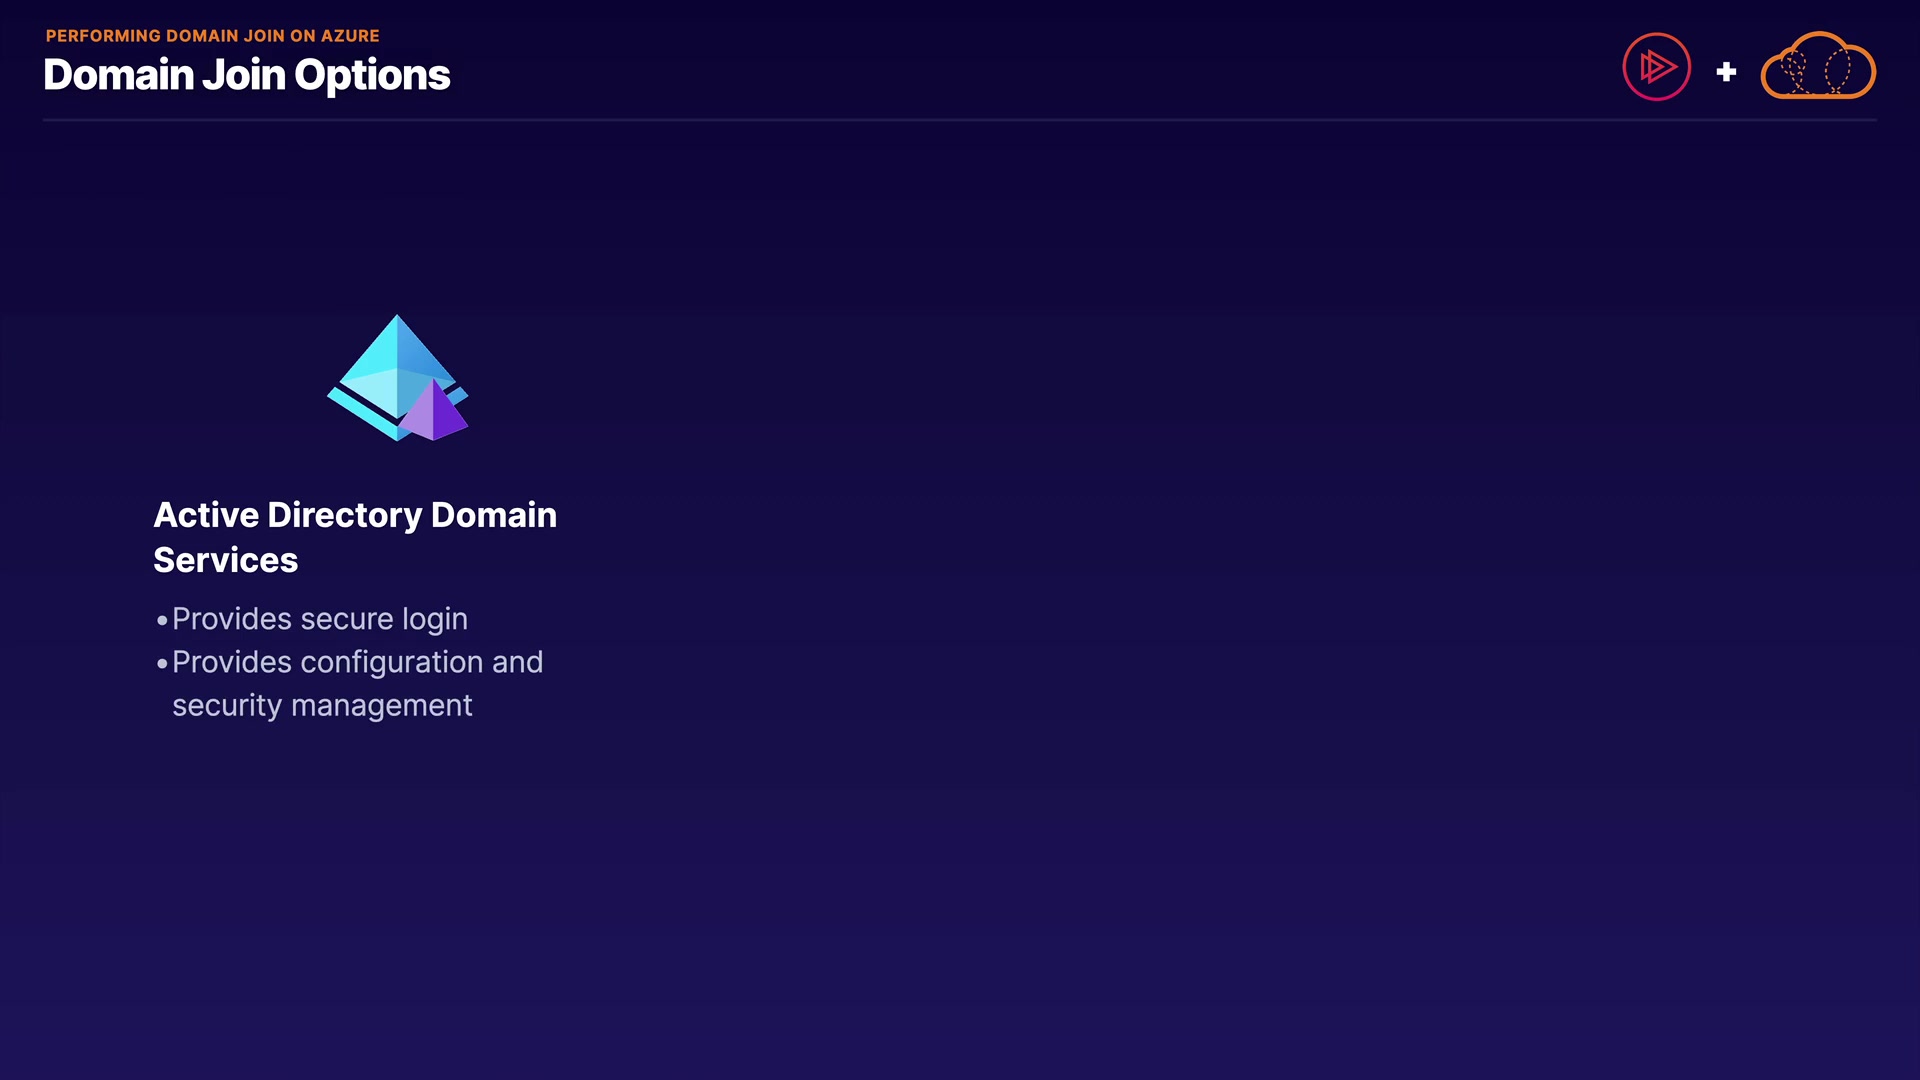 PERFORMING DOMAIN JOIN ON AZURE
Domain Join Options
+
Active Directory Domain
Services
•Provides secure login
•Provides configuration and
security management